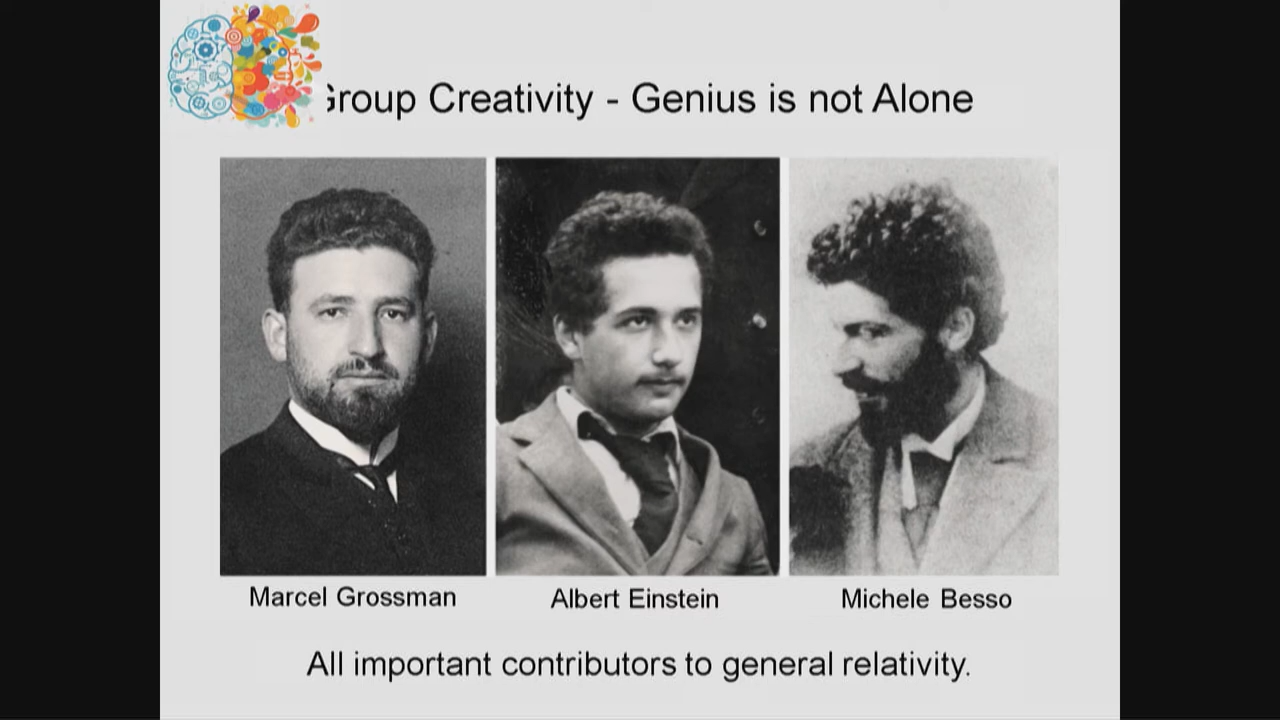 Group Creativity - Genius is not Alone
Marcel Grossman
Albert Einstein
Michele Besso
All important contributors to general relativity.